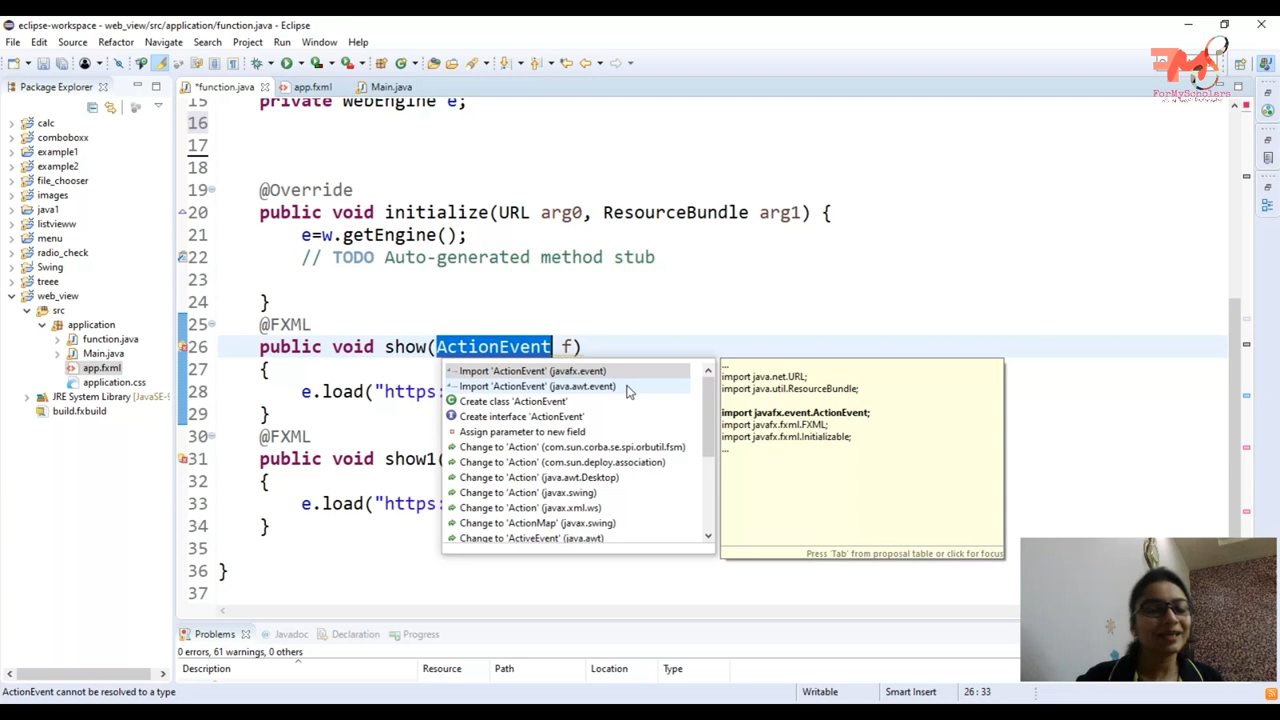 eclipse-workspace - web_view/src/application/function.java - Eclipse
File Edit Source Refactor Navigate Search Project Run Window Help
ForMyScholars
Package Explorer
*function.java app.fxml Main.java
calc
comboboxx
example1
example2
file_chooser
images
java1
listvieww
menu
radio_check
Swing
treee
web_view
src
application
function.java
Main.java
app.fxml
application.css
JRE System Library [JavaSE-9
build.fxbuild
15 private WebEngine e;
16
17
18
19 @Override
20 public void initialize(URL arg0, ResourceBundle arg1) {
21 e=w.getEngine();
22 // TODO Auto-generated method stub
23
24 }
25 @FXML
26 public void show(ActionEvent f)
27 {
28 e.load("https:
29 }
30 @FXML
31 public void show1(
32 {
33 e.load("https:
34 }
35
36 }
37
Import 'ActionEvent' (javafx.event)
Import 'ActionEvent' (java.awt.event)
Create class 'ActionEvent'
Create interface 'ActionEvent'
Assign parameter to new field
Change to 'Action' (com.sun.corba.se.spi.orbutil.fsm)
Change to 'Action' (com.sun.deploy.association)
Change to 'Action' (java.awt.Desktop)
Change to 'Action' (javax.swing)
Change to 'Action' (javax.xml.ws)
Change to 'ActionMap' (javax.swing)
Change to 'ActiveEvent' (java.awt)
...
import java.net.URL;
import java.util.ResourceBundle;
import javafx.event.ActionEvent;
import javafx.fxml.FXML;
import javafx.fxml.Initializable;
...
Press 'Tab' from proposal table or click for focus
Problems Javadoc Declaration Progress
0 errors, 61 warnings, 0 others
Description Resource Path Location Type
ActionEvent cannot be resolved to a type Writable Smart Insert 26 : 33